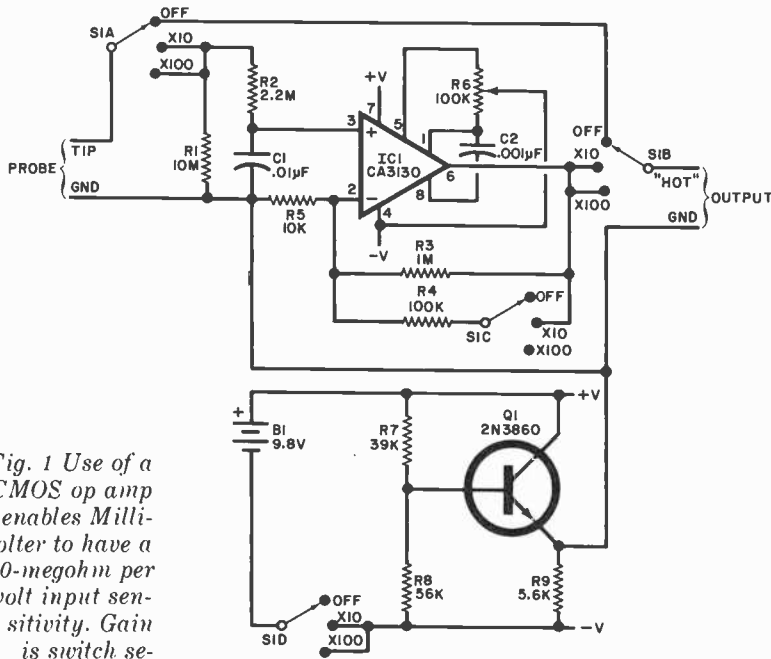 OFF
S1A
X10
X100
R2
2.2M
+V
7
R6
100K
5
3
+
1
IC1
CA3130
C2
.001µF
6
8
2
−
4
-V
C1
.01µF
R1
10M
PROBE
TIP
GND
R5
10K
R3
1M
R4
100K
S1C
OFF
X10
X100
OFF
X10
X100
S1B
"HOT"
OUTPUT
GND
+
B1
9.8V
R7
39K
Q1
2N3860
+V
R8
56K
R9
5.6K
-V
S1D
OFF
X10
X100
Fig. 1 Use of a
CMOS op amp
enables Milli-
olter to have a
0-megohm per
volt input sen-
sitivity. Gain
is switch se-